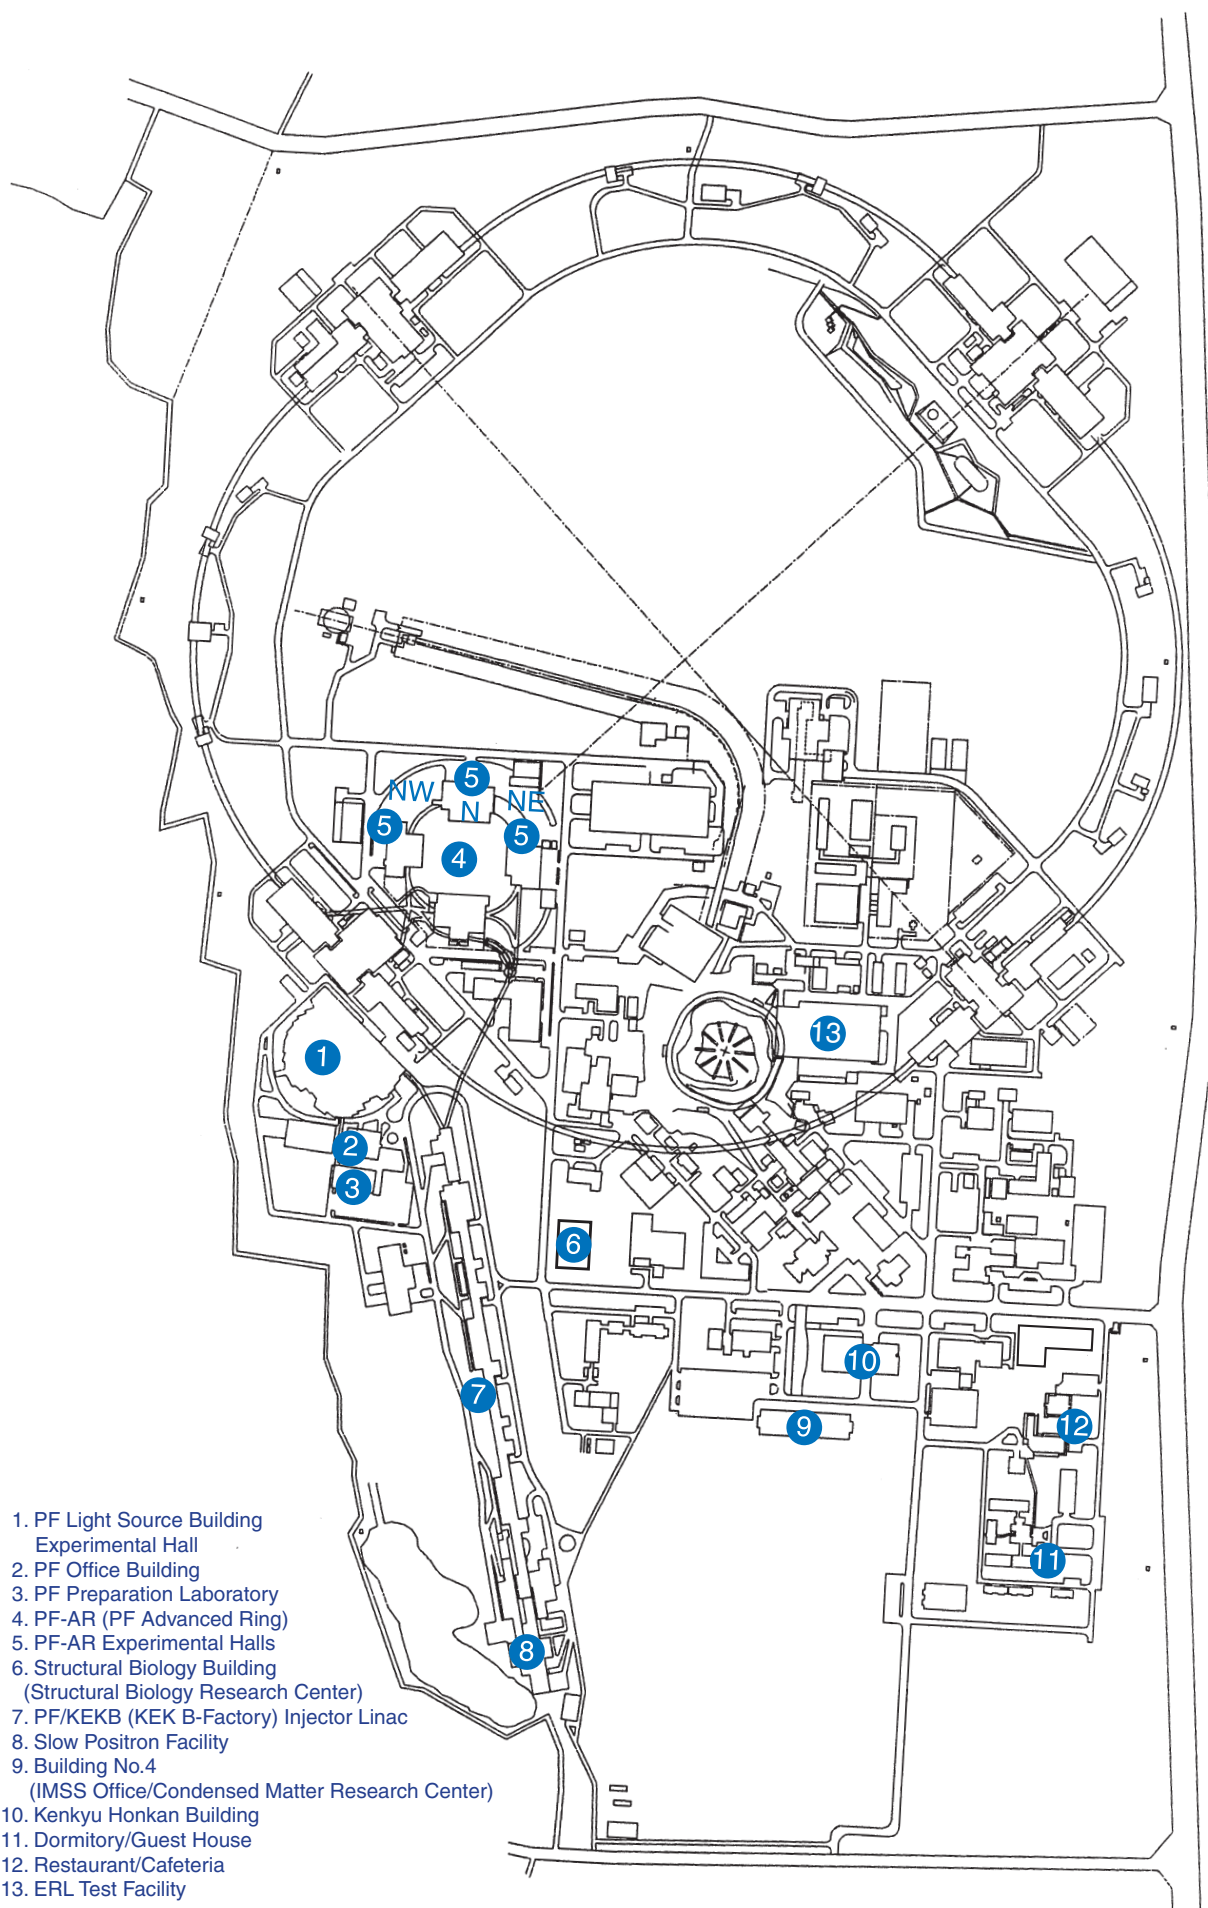 5
NW
NE
N
5
5
4
13
1
2
3
6
10
7
9
12
11
8
1. PF Light Source Building
Experimental Hall
2. PF Office Building
3. PF Preparation Laboratory
4. PF-AR (PF Advanced Ring)
5. PF-AR Experimental Halls
6. Structural Biology Building
(Structural Biology Research Center)
7. PF/KEKB (KEK B-Factory) Injector Linac
8. Slow Positron Facility
9. Building No.4
(IMSS Office/Condensed Matter Research Center)
10. Kenkyu Honkan Building
11. Dormitory/Guest House
12. Restaurant/Cafeteria
13. ERL Test Facility